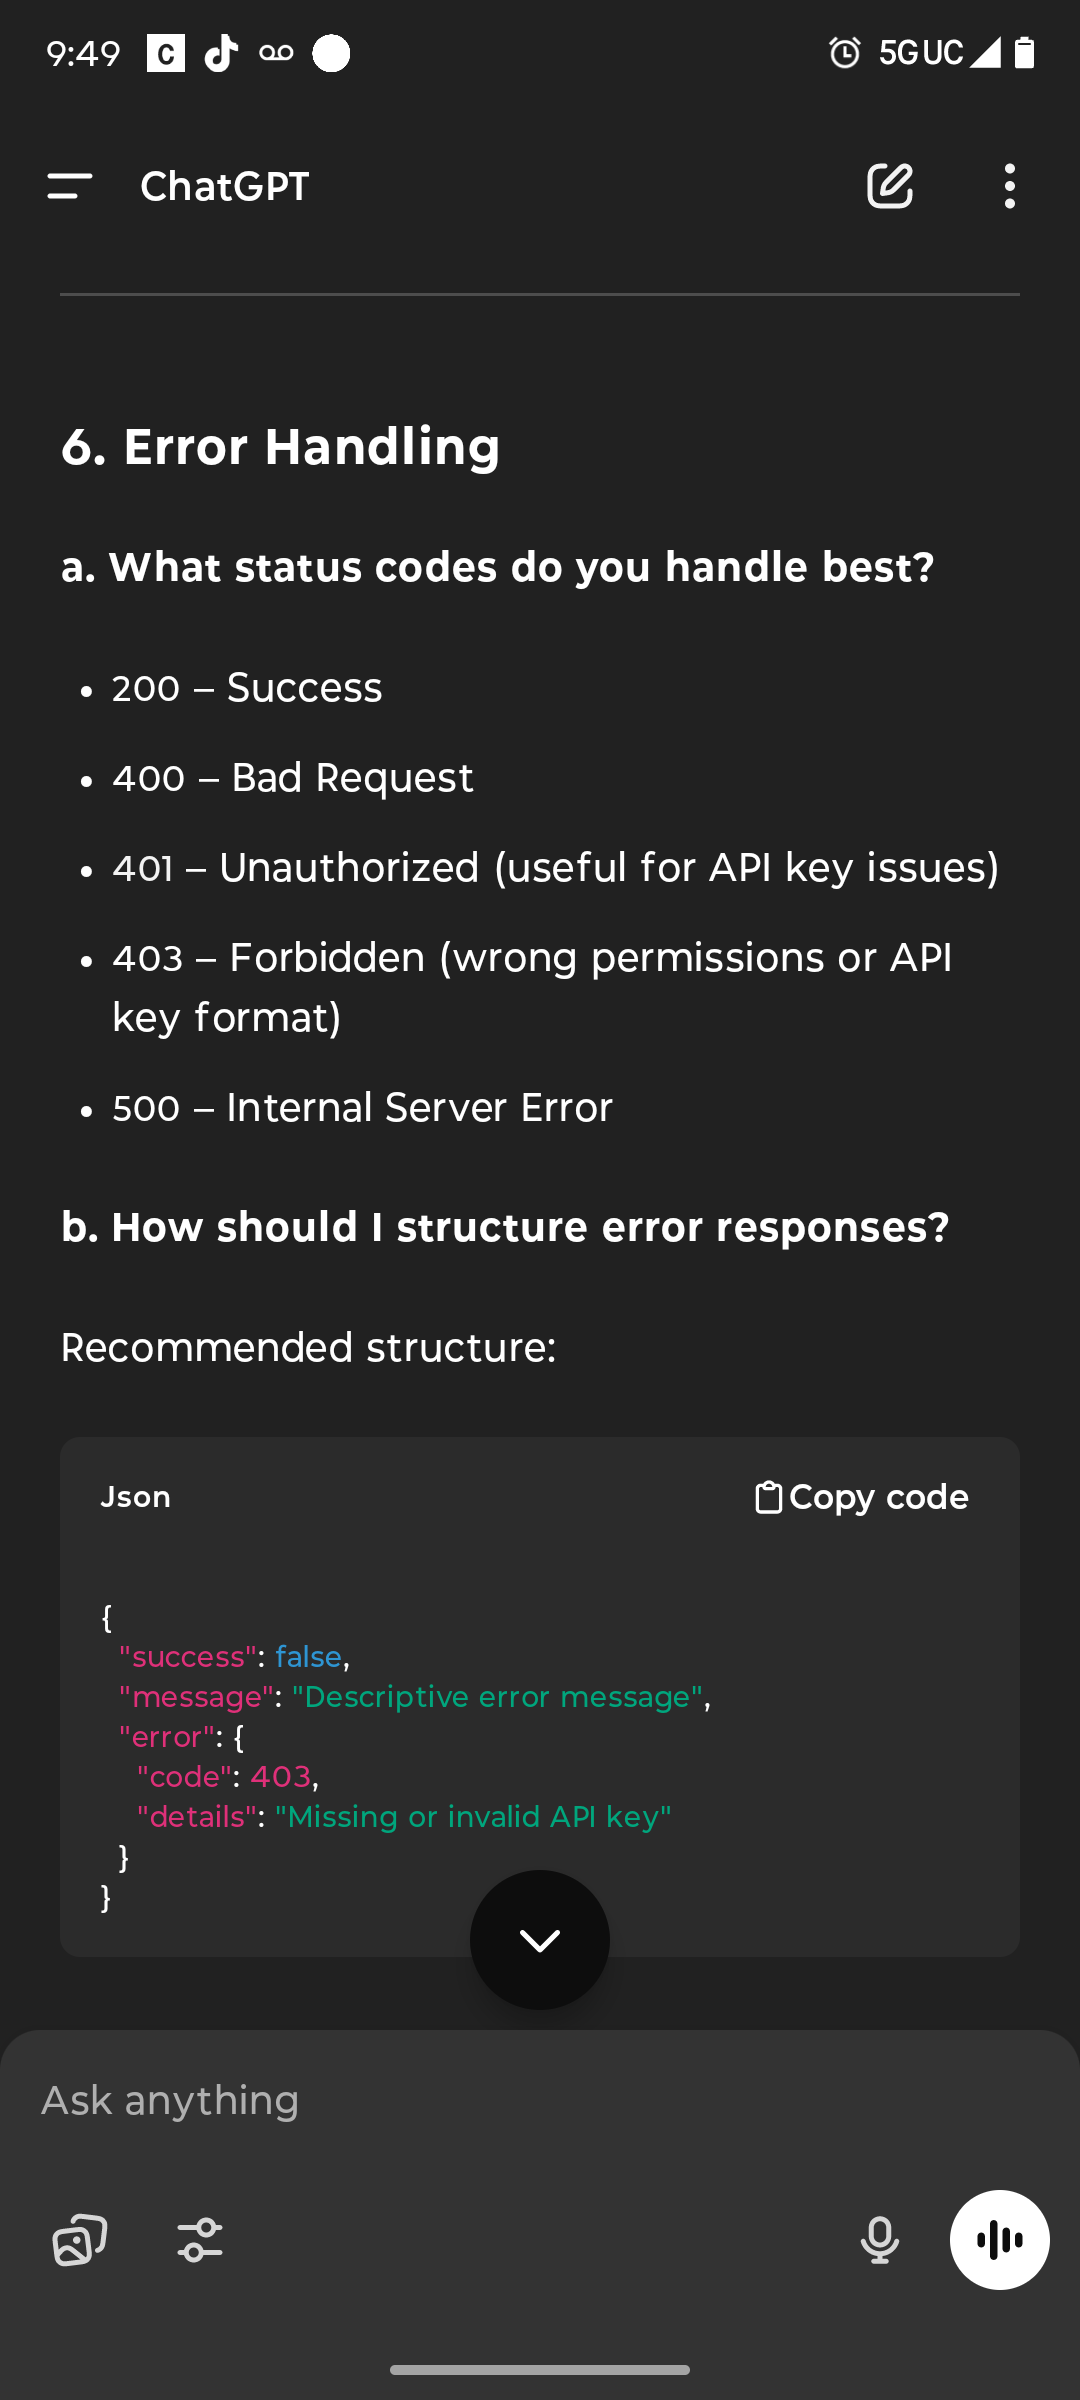 9:49 C 5G UC
ChatGPT
6. Error Handling
a. What status codes do you handle best?
• 200 – Success
• 400 – Bad Request
• 401 – Unauthorized (useful for API key issues)
• 403 – Forbidden (wrong permissions or API
key format)
• 500 – Internal Server Error
b. How should I structure error responses?
Recommended structure:
Json Copy code
{
"success": false,
"message": "Descriptive error message",
"error": {
"code": 403,
"details": "Missing or invalid API key"
}
}
Ask anything